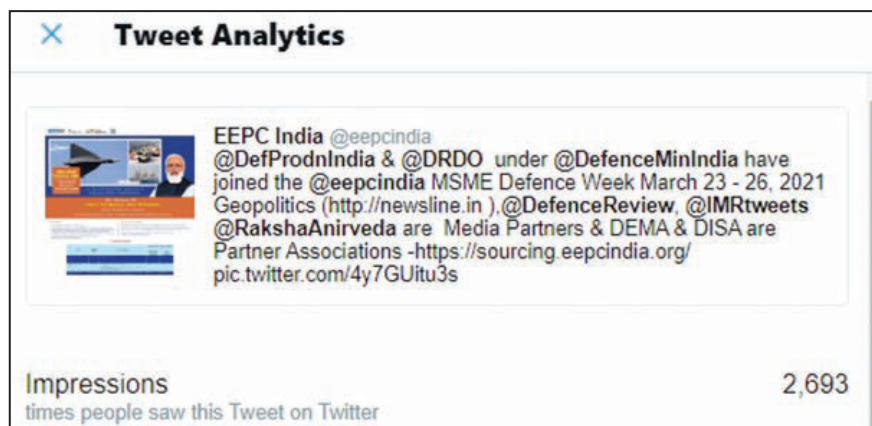 Tweet Analytics
EEPC India @eepcindia
@DefProdnIndia & @DRDO under @DefenceMinIndia have
joined the @eepcindia MSME Defence Week March 23 - 26, 2021
Geopolitics (http://newsline.in ),@DefenceReview, @IMRtweets
@RakshaAnirveda are Media Partners & DEMA & DISA are
Partner Associations -https://sourcing.eepcindia.org/
pic.twitter.com/4y7GUitu3s
Impressions
2,693
times people saw this Tweet on Twitter